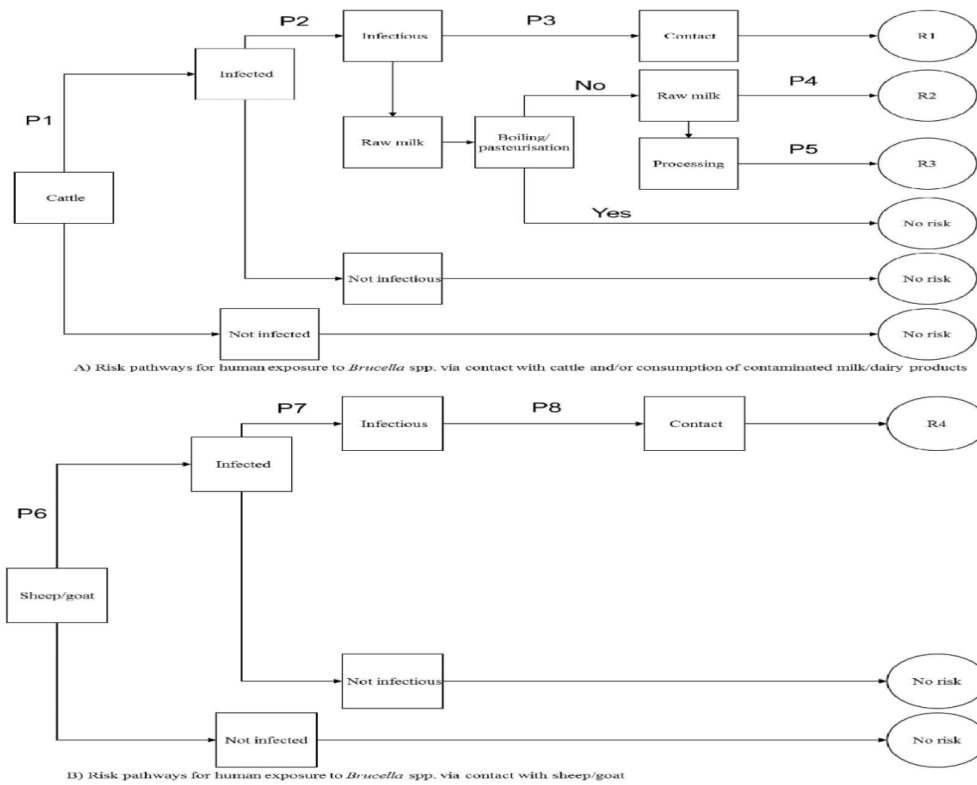 P2
Infectious
P3
Contact
R1
Infected
No
Raw milk
P4
R2
P1
Raw milk
Boiling/
pasteurisation
Processing
P5
R3
Cattle
Yes
No risk
Not infectious
No risk
Not infected
No risk
A) Risk pathways for human exposure to Brucella spp. via contact with cattle and/or consumption of contaminated milk/dairy products
P7
Infectious
P8
Contact
R4
Infected
P6
Sheep/goat
Not infectious
No risk
Not infected
No risk
B) Risk pathways for human exposure to Brucella spp. via contact with sheep/goat